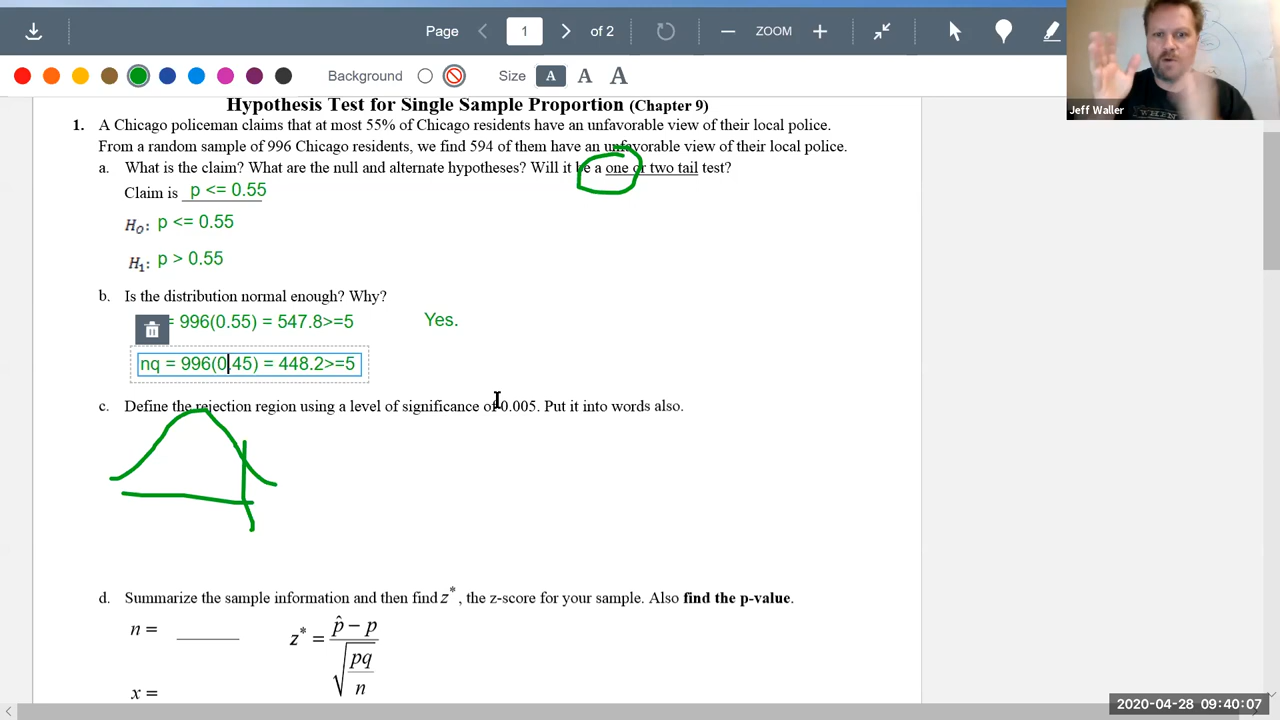 Page 1 of 2 ZOOM
Background Size A A A
Jeff Waller
Hypothesis Test for Single Sample Proportion (Chapter 9)
1. A Chicago policeman claims that at most 55% of Chicago residents have an unfavorable view of their local police.
From a random sample of 996 Chicago residents, we find 594 of them have an unfavorable view of their local police.
a. What is the claim? What are the null and alternate hypotheses? Will it be a one or two tail test?
Claim is p <= 0.55
H0: p <= 0.55
H1: p > 0.55
b. Is the distribution normal enough? Why?
= 996(0.55) = 547.8>=5 Yes.
nq = 996(0.45) = 448.2>=5
c. Define the rejection region using a level of significance of 0.005. Put it into words also.
d. Summarize the sample information and then find z*, the z-score for your sample. Also find the p-value.
n = ______ z* = (p̂ − p) / √(pq/n)
x =
2020-04-28 09:40:07